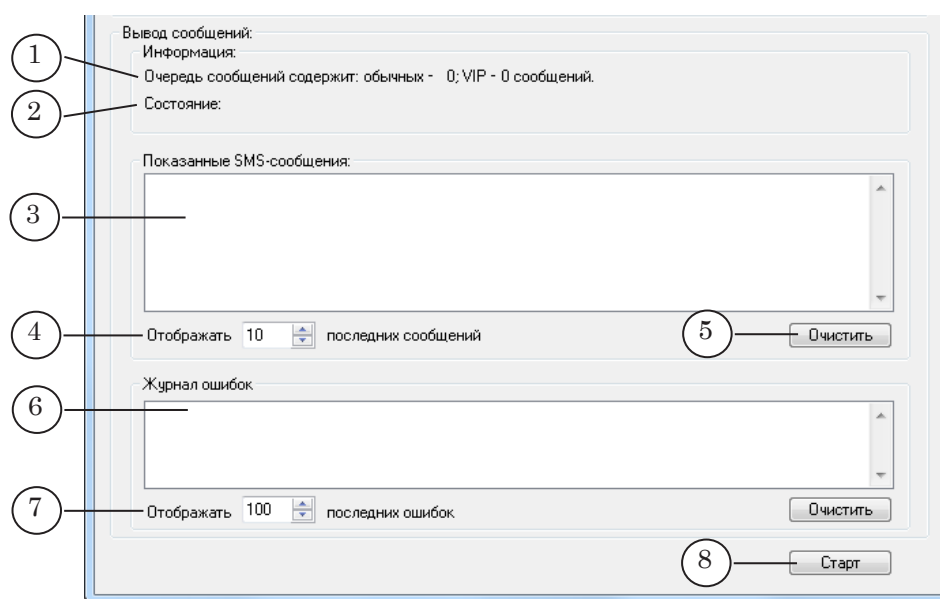 Вывод сообщений:
Информация:
1
Очередь сообщений содержит: обычных - 0; VIP - 0 сообщений.
2
Состояние:
Показанные SMS-сообщения:
3
4
Отображать 10 последних сообщений
5
Очистить
Журнал ошибок
6
7
Отображать 100 последних ошибок
Очистить
8
Старт